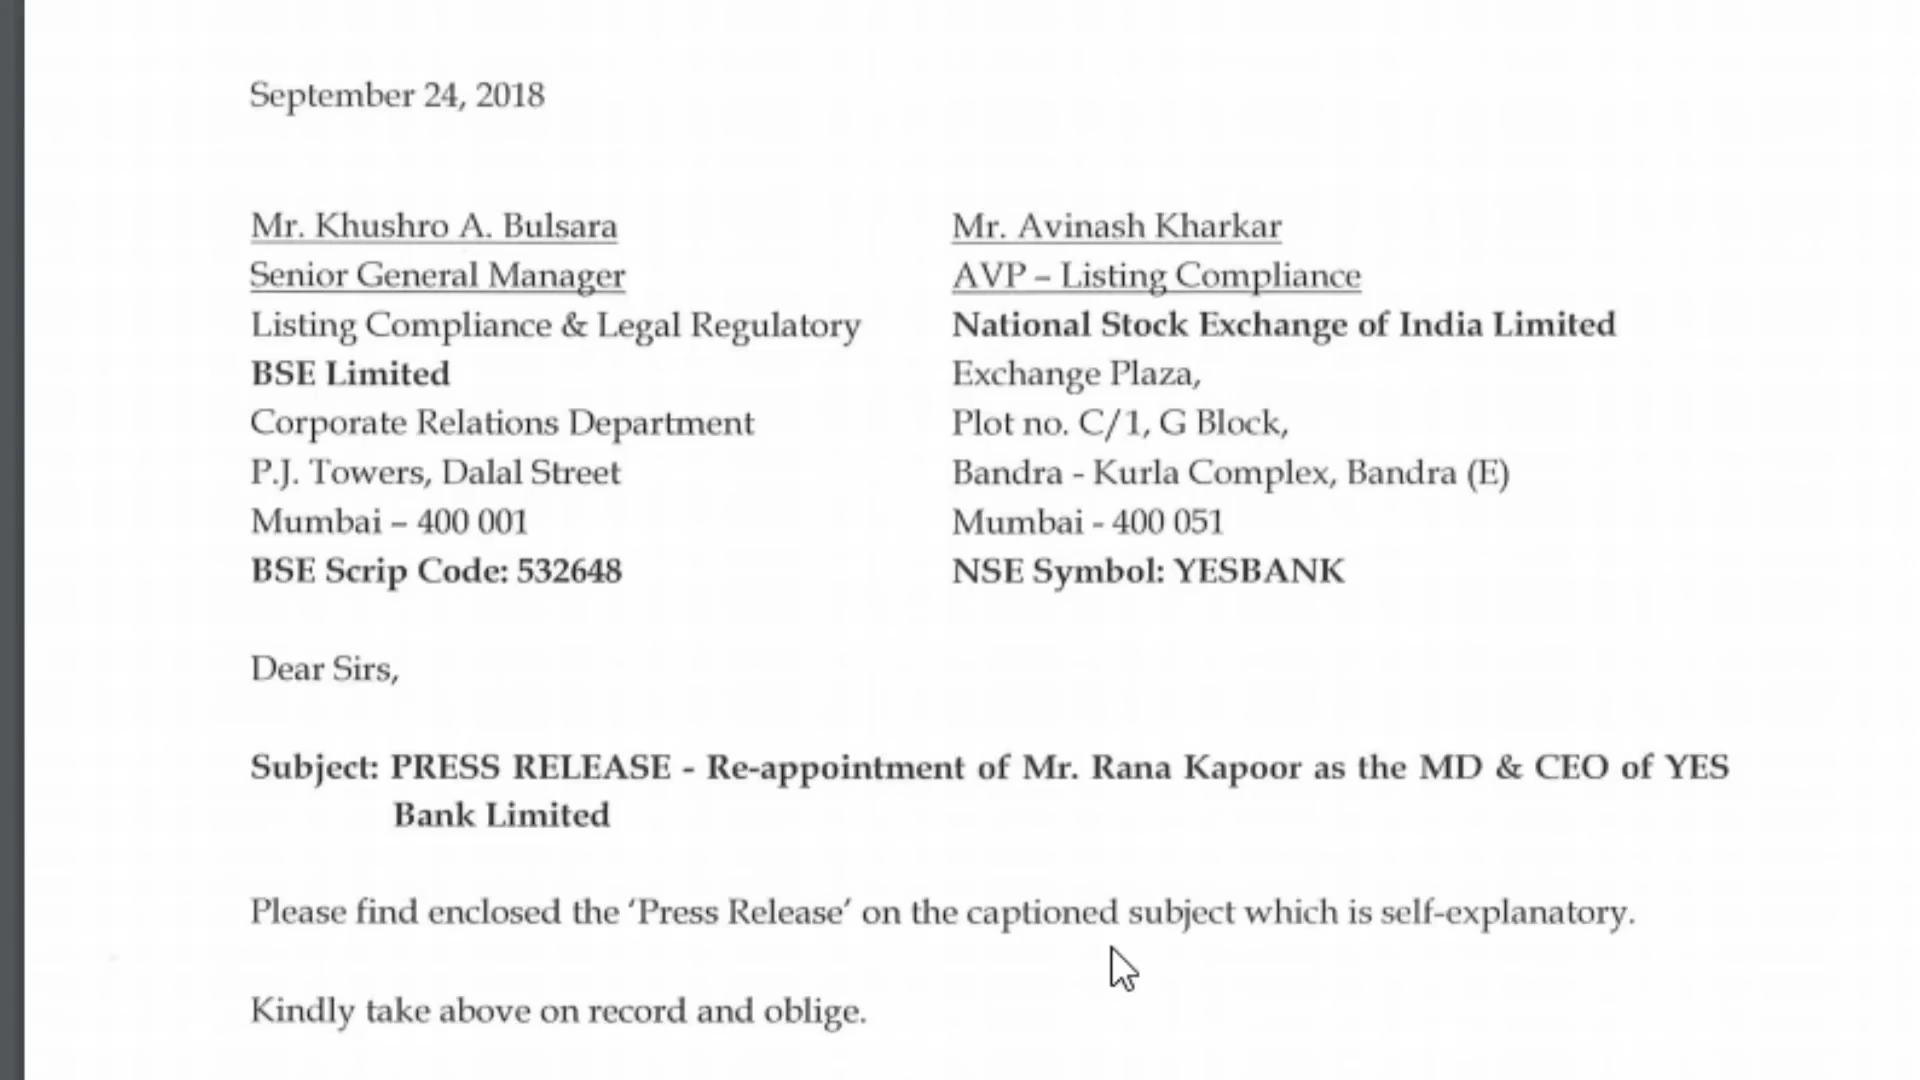 September 24, 2018
Mr. Khushro A. Bulsara
Senior General Manager
Listing Compliance & Legal Regulatory
BSE Limited
Corporate Relations Department
P.J. Towers, Dalal Street
Mumbai – 400 001
BSE Scrip Code: 532648
Mr. Avinash Kharkar
AVP – Listing Compliance
National Stock Exchange of India Limited
Exchange Plaza,
Plot no. C/1, G Block,
Bandra - Kurla Complex, Bandra (E)
Mumbai - 400 051
NSE Symbol: YESBANK
Dear Sirs,
Subject: PRESS RELEASE - Re-appointment of Mr. Rana Kapoor as the MD & CEO of YES
Bank Limited
Please find enclosed the ‘Press Release’ on the captioned subject which is self-explanatory.
Kindly take above on record and oblige.